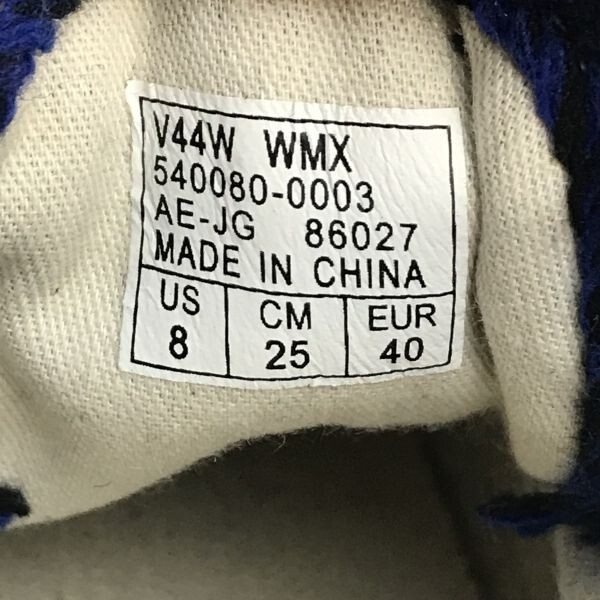 V44W WMX
540080-0003
AE-JG 86027
MADE IN CHINA
US CM EUR
8 25 40